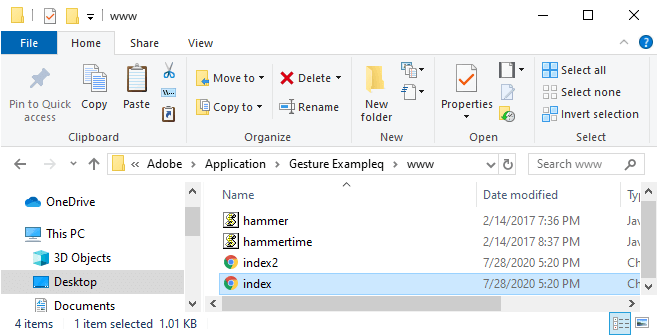 www
File Home Share View
Pin to Quick access
Copy
Paste
Move to
Copy to
Delete
Rename
New folder
Properties
Select all
Select none
Invert selection
Clipboard Organize New Open Select
« Adobe > Application > Gesture Exampleq > www
Search www
OneDrive
This PC
3D Objects
Desktop
Documents
Name Date modified Ty
hammer 2/14/2017 7:36 PM Jav
hammertime 2/14/2017 8:37 PM Jav
index2 7/28/2020 5:20 PM Ch
index 7/28/2020 5:20 PM Ch
4 items 1 item selected 1.01 KB